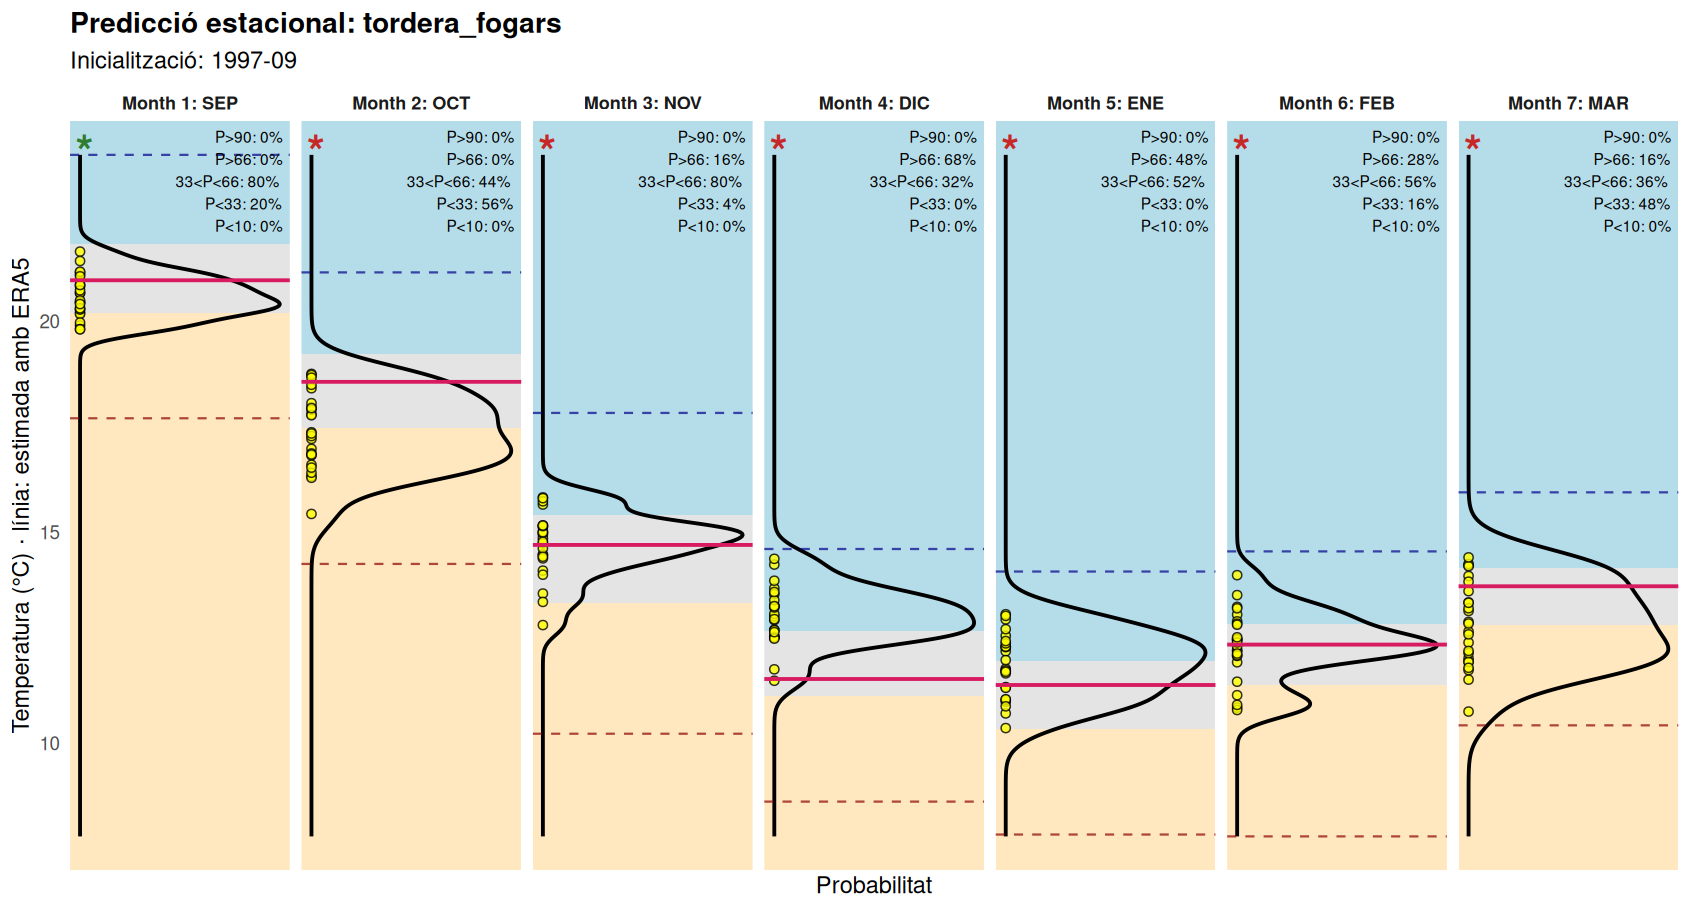 Predicció estacional: tordera_fogars
Inicialització: 1997-09
Month 1: SEP
Month 2: OCT
Month 3: NOV
Month 4: DIC
Month 5: ENE
Month 6: FEB
Month 7: MAR
*
P>90: 0%
P>66: 0%
33<P<66: 80%
P<33: 20%
P<10: 0%
*
P>90: 0%
P>66: 0%
33<P<66: 44%
P<33: 56%
P<10: 0%
*
P>90: 0%
P>66: 16%
33<P<66: 80%
P<33: 4%
P<10: 0%
*
P>90: 0%
P>66: 68%
33<P<66: 32%
P<33: 0%
P<10: 0%
*
P>90: 0%
P>66: 48%
33<P<66: 52%
P<33: 0%
P<10: 0%
*
P>90: 0%
P>66: 28%
33<P<66: 56%
P<33: 16%
P<10: 0%
*
P>90: 0%
P>66: 16%
33<P<66: 36%
P<33: 48%
P<10: 0%
Temperatura (°C) · línia: estimada amb ERA5
20
15
10
Probabilitat